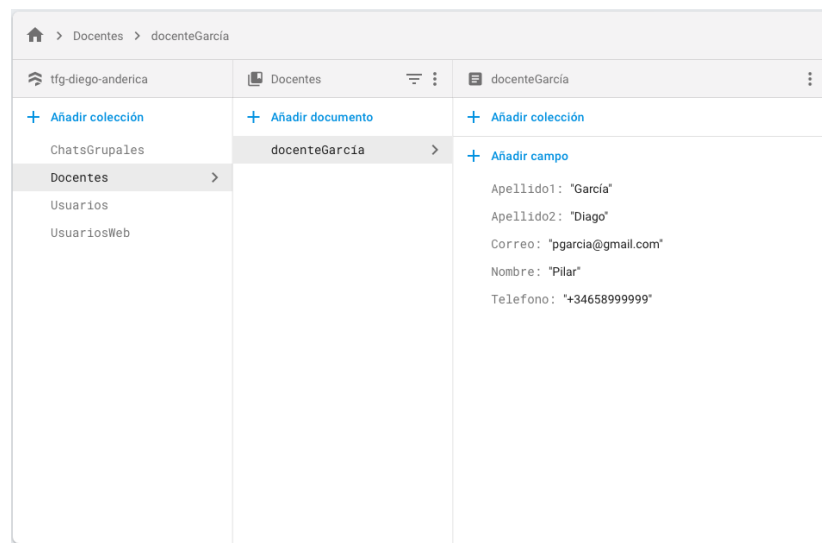 Docentes > docenteGarcía
tfg-diego-anderica
Docentes
docenteGarcía
+ Añadir colección
+ Añadir documento
+ Añadir colección
ChatsGrupales
Docentes
Usuarios
UsuariosWeb
docenteGarcía
+ Añadir campo
Apellido1: "García"
Apellido2: "Diago"
Correo: "pgarcia@gmail.com"
Nombre: "Pilar"
Telefono: "+34658999999"